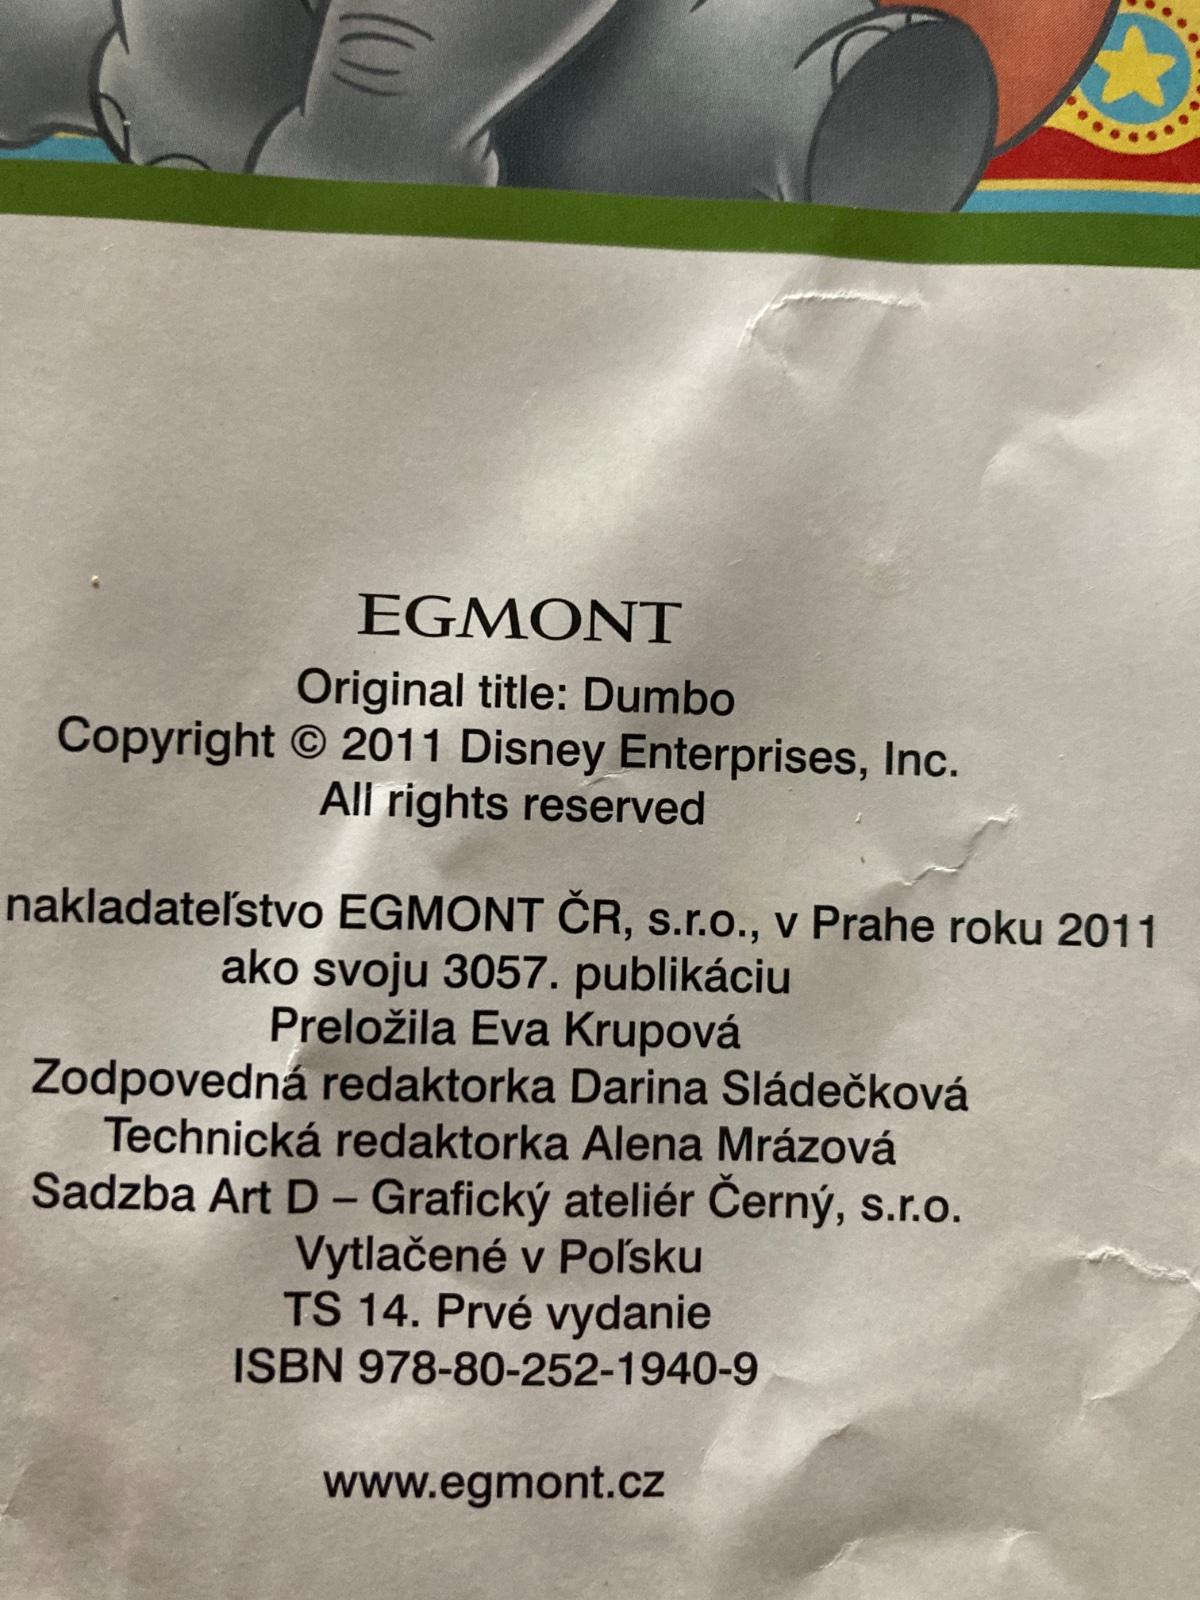 EGMONT
Original title: Dumbo
Copyright © 2011 Disney Enterprises, Inc.
All rights reserved
nakladateľstvo EGMONT ČR, s.r.o., v Prahe roku 2011
ako svoju 3057. publikáciu
Preložila Eva Krupová
Zodpovedná redaktorka Darina Sládečková
Technická redaktorka Alena Mrázová
Sadzba Art D – Grafický ateliér Černý, s.r.o.
Vytlačené v Poľsku
TS 14. Prvé vydanie
ISBN 978-80-252-1940-9
www.egmont.cz